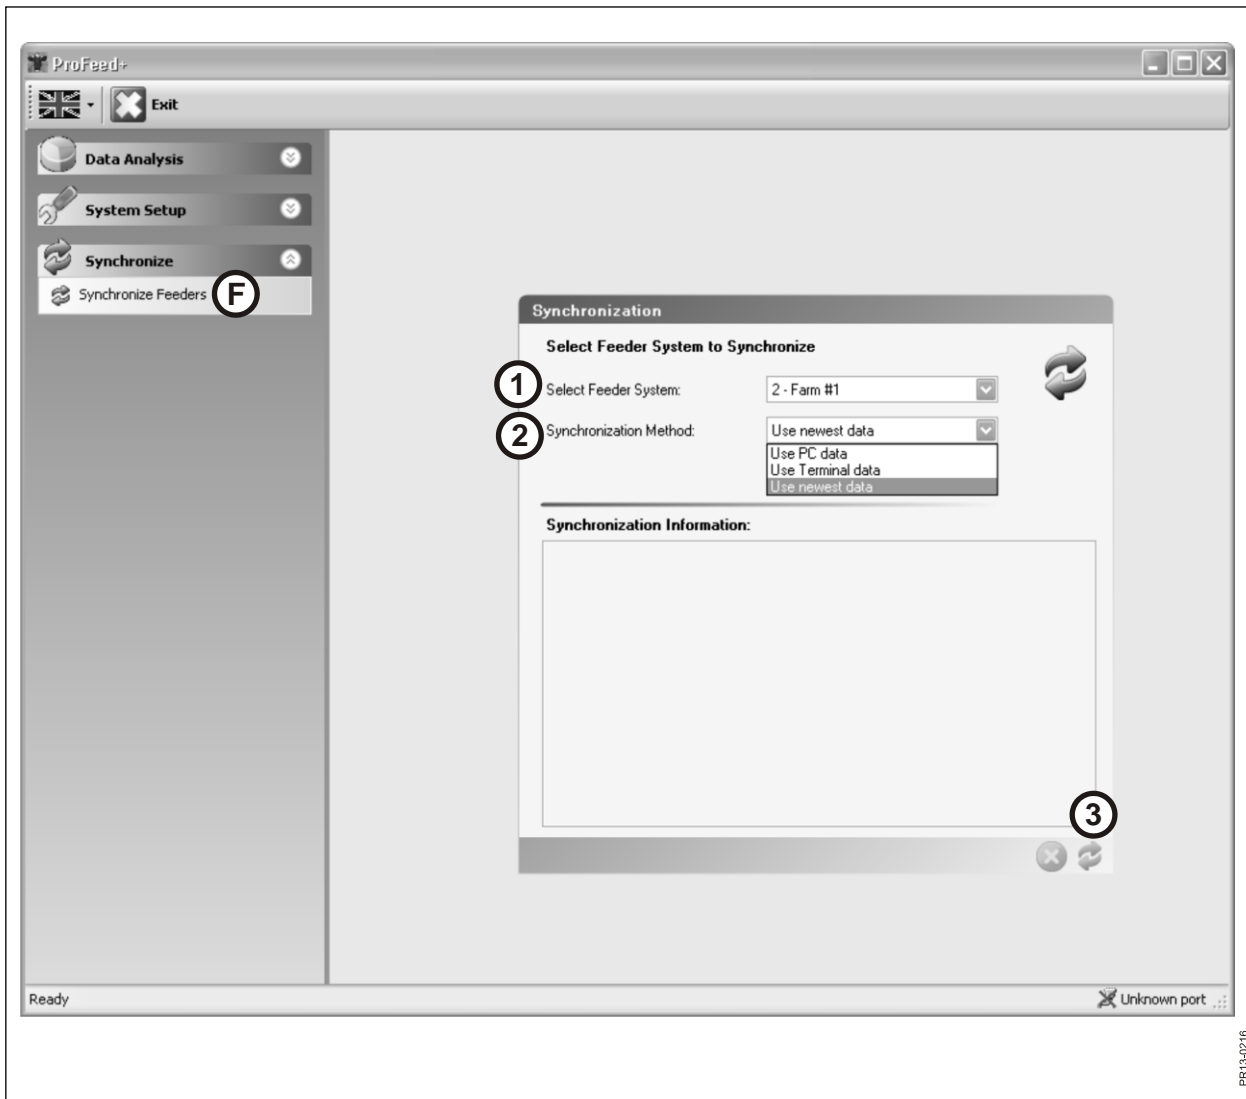 ProFeed+
Exit
Data Analysis
System Setup
Synchronize
Synchronize Feeders
F
Synchronization
Select Feeder System to Synchronize
1
Select Feeder System:
2 - Farm #1
2
Synchronization Method:
Use newest data
Use PC data
Use Terminal data
Use newest data
Synchronization Information:
3
Ready
Unknown port
PR13-0216